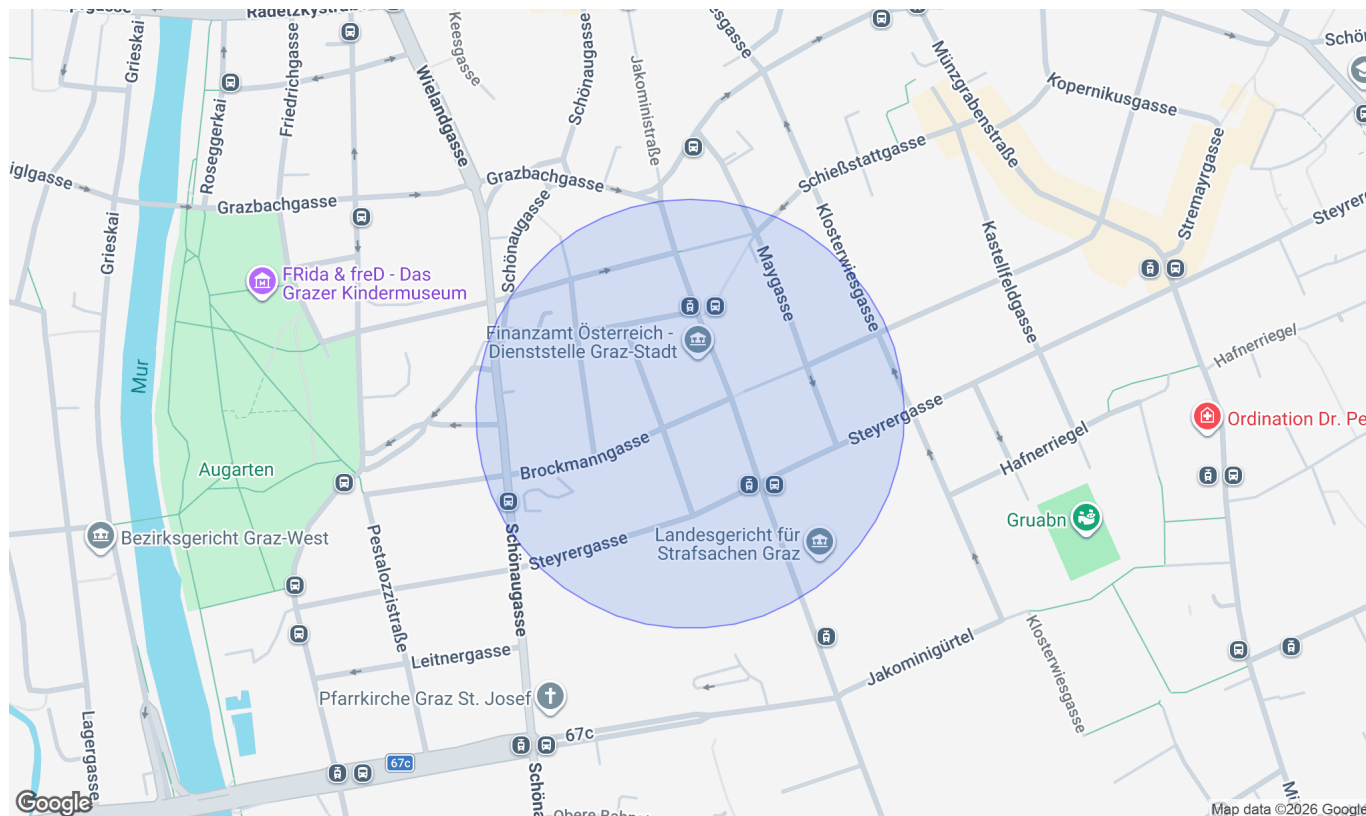 Radetzkystraße
Grieskai
Friedrichgasse
Keesgasse
Schönaugasse
Jakoministraße
Münzgrabenstraße
Kopernikusgasse
Wielandgasse
Roseggerkai
Grazbachgasse
Schießstattgasse
Stremayrgasse
Grazbachgasse
Grieskai
Schönaugasse
Klosterwiesgasse
Maygasse
Kastellfeldgasse
FRida & freD - Das
Grazer Kindermuseum
Finanzamt Österreich -
Dienststelle Graz-Stadt
Mur
Hafnerriegel
Steyrergasse
Ordination Dr. Pe
Brockmanngasse
Hafnerriegel
Augarten
Gruabn
Bezirksgericht Graz-West
Landesgericht für
Strafsachen Graz
Steyrergasse
Schönaugasse
Pestalozzistraße
Leitnergasse
Jakominigürtel
Klosterwiesgasse
Pfarrkirche Graz St. Josef
67c
67c
Lagergasse
Google
Map data ©2026 Google